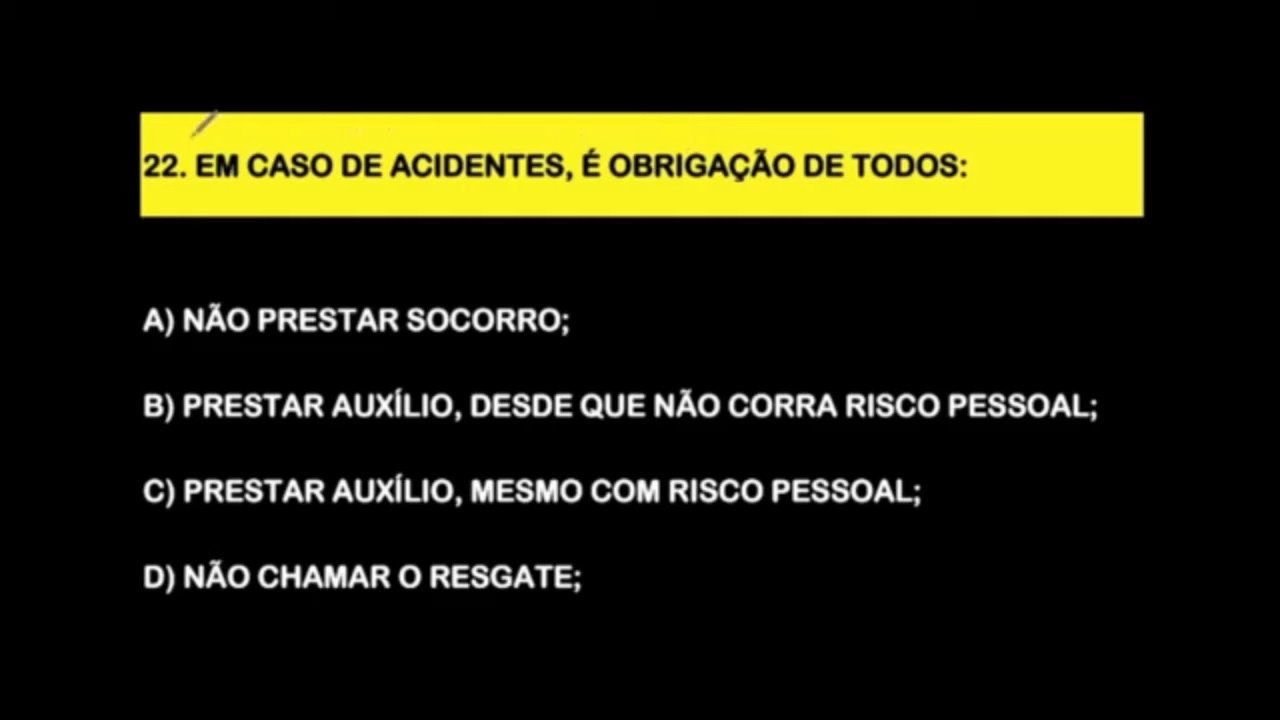 22. EM CASO DE ACIDENTES, É OBRIGAÇÃO DE TODOS:
A) NÃO PRESTAR SOCORRO;
B) PRESTAR AUXÍLIO, DESDE QUE NÃO CORRA RISCO PESSOAL;
C) PRESTAR AUXÍLIO, MESMO COM RISCO PESSOAL;
D) NÃO CHAMAR O RESGATE;